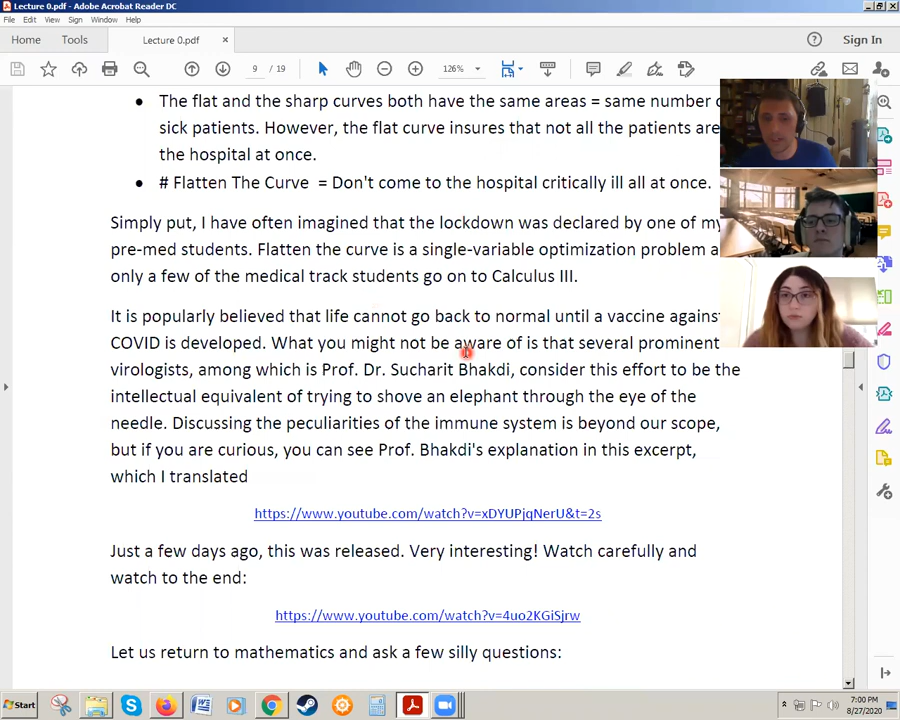 Lecture 0.pdf - Adobe Acrobat Reader DC
File Edit View Sign Window Help
Home Tools Lecture 0.pdf × Sign In
9 / 19 126%
• The flat and the sharp curves both have the same areas = same number
sick patients. However, the flat curve insures that not all the patients are
the hospital at once.
• # Flatten The Curve = Don't come to the hospital critically ill all at once.
Simply put, I have often imagined that the lockdown was declared by one of my
pre-med students. Flatten the curve is a single-variable optimization problem
only a few of the medical track students go on to Calculus III.
It is popularly believed that life cannot go back to normal until a vaccine against
COVID is developed. What you might not be aware of is that several prominent
virologists, among which is Prof. Dr. Sucharit Bhakdi, consider this effort to be the
intellectual equivalent of trying to shove an elephant through the eye of the
needle. Discussing the peculiarities of the immune system is beyond our scope,
but if you are curious, you can see Prof. Bhakdi's explanation in this excerpt,
which I translated
https://www.youtube.com/watch?v=xDYUPjqNerU&t=2s
Just a few days ago, this was released. Very interesting! Watch carefully and
watch to the end:
https://www.youtube.com/watch?v=4uo2KGiSjrw
Let us return to mathematics and ask a few silly questions:
Start
7:00 PM
8/27/2020